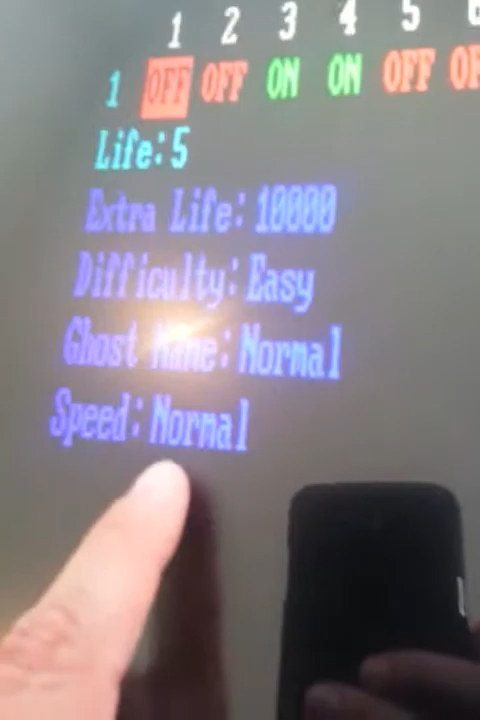 1 2 3 4 5
1 OFF OFF ON ON OFF
Life:5
Extra Life:10000
Difficulty:Easy
Ghost Name:Normal
Speed:Normal